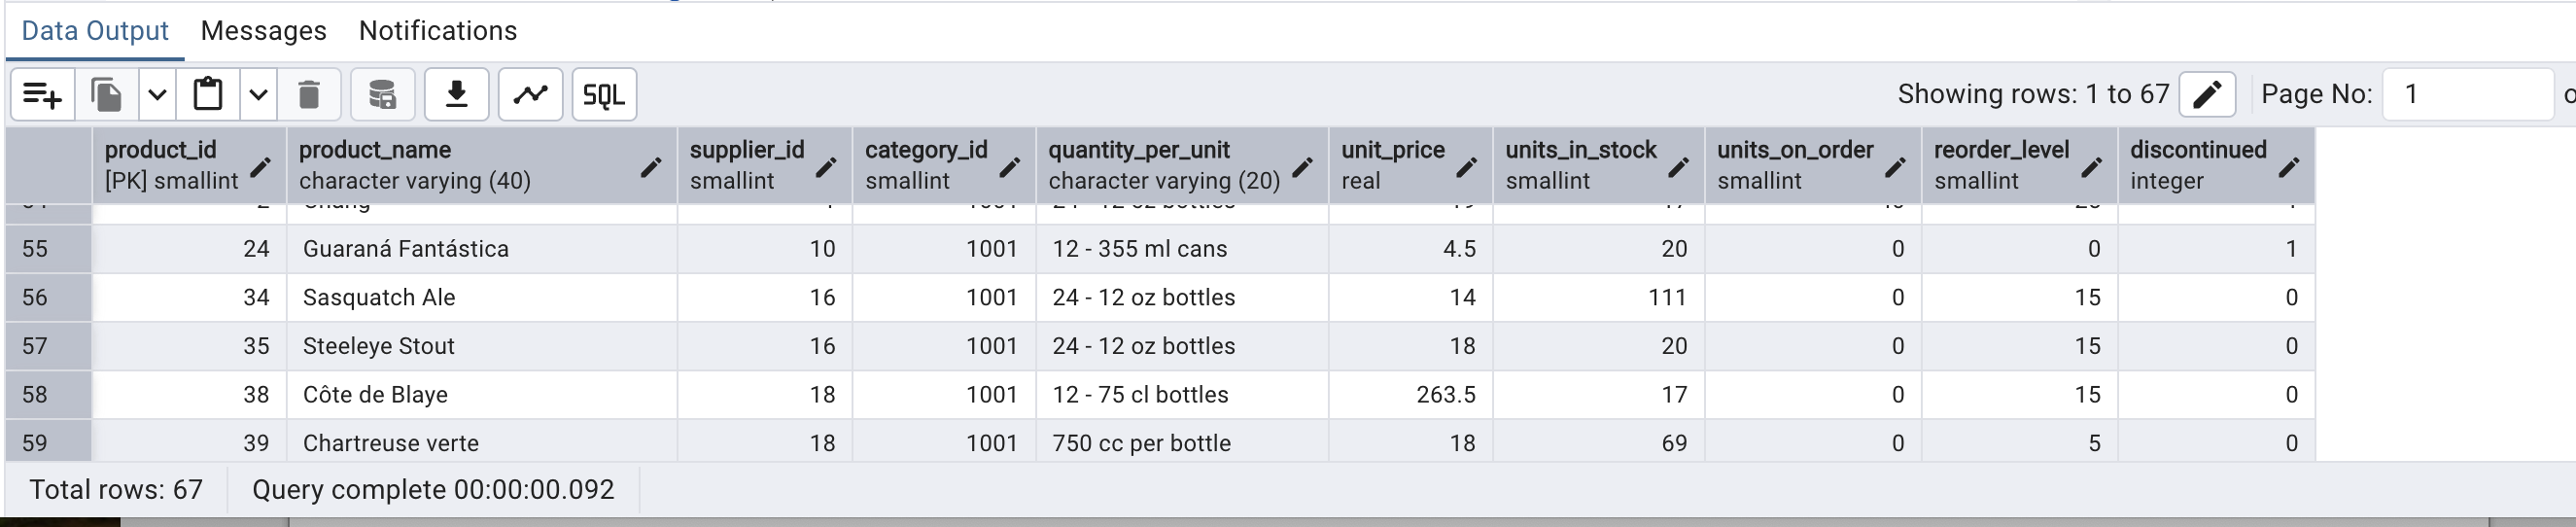 Data Output Messages Notifications
SQL Showing rows: 1 to 67 Page No: 1
product_id product_name supplier_id category_id quantity_per_unit unit_price units_in_stock units_on_order reorder_level discontinued
[PK] smallint character varying (40) smallint smallint character varying (20) real smallint smallint smallint integer
55 24 Guaraná Fantástica 10 1001 12 - 355 ml cans 4.5 20 0 0 1
56 34 Sasquatch Ale 16 1001 24 - 12 oz bottles 14 111 0 15 0
57 35 Steeleye Stout 16 1001 24 - 12 oz bottles 18 20 0 15 0
58 38 Côte de Blaye 18 1001 12 - 75 cl bottles 263.5 17 0 15 0
59 39 Chartreuse verte 18 1001 750 cc per bottle 18 69 0 5 0
Total rows: 67 Query complete 00:00:00.092